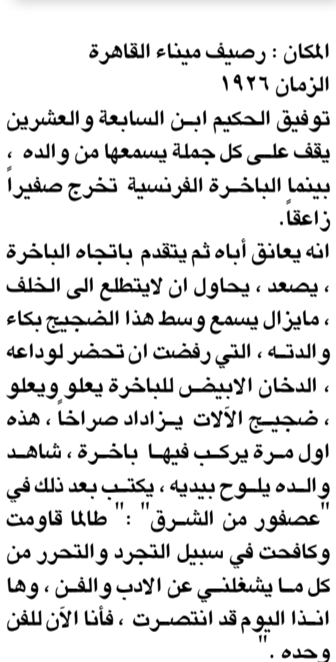 المكان : رصيف ميناء القاهرة
الزمان ١٩٢٦
توفيق الحكيم ابن السابعة والعشرين
يقف على كل جملة يسمعها من والده ،
بينما الباخرة الفرنسية تخرج صفيراً
زاعقاً.
انه يعانق أباه ثم يتقدم باتجاه الباخرة
، يصعد ، يحاول ان لايتطلع الى الخلف
، مايزال يسمع وسط هذا الضجيج بكاء
والدته ، التي رفضت ان تحضر لوداعه
، الدخان الابيض للباخرة يعلو ويعلو
، ضجيج الآلات يزاداد صراخاً ، هذه
اول مرة يركب فيها باخرة ، شاهد
والده يلوح بيديه ، يكتب بعد ذلك في
"عصفور من الشرق" :" طالما قاومت
وكافحت في سبيل التجرد والتحرر من
كل ما يشغلني عن الادب والفن ، وها
انذا اليوم قد انتصرت ، فأنا الآن للفن
وحده ."